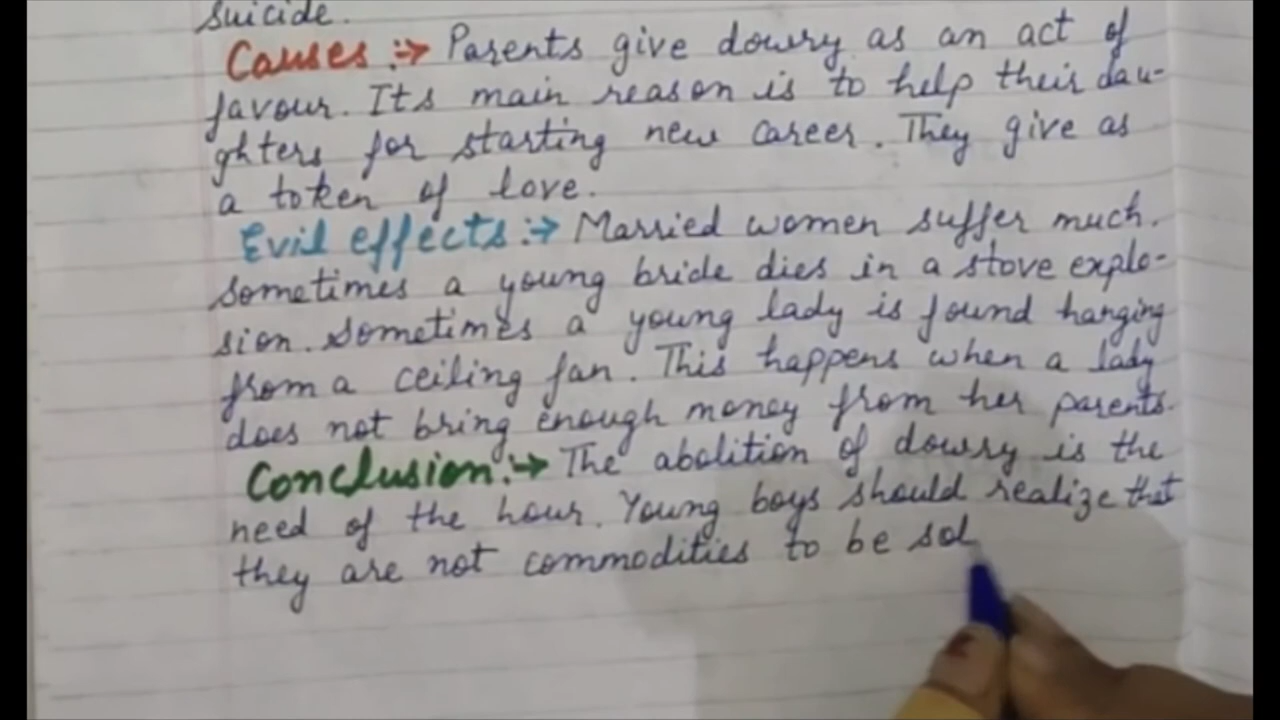 suicide.
Causes :→ Parents give dowry as an act of
favour. Its main reason is to help their dau-
ghters for starting new career. They give as
a token of love.
Evil effects :→ Married women suffer much.
Sometimes a young bride dies in a stove explo-
sion. Sometimes a young lady is found hanging
from a ceiling fan. This happens when a lady
does not bring enough money from her parents.
Conclusion :→ The abolition of dowry is the
need of the hour. Young boys should realize that
they are not commodities to be sol